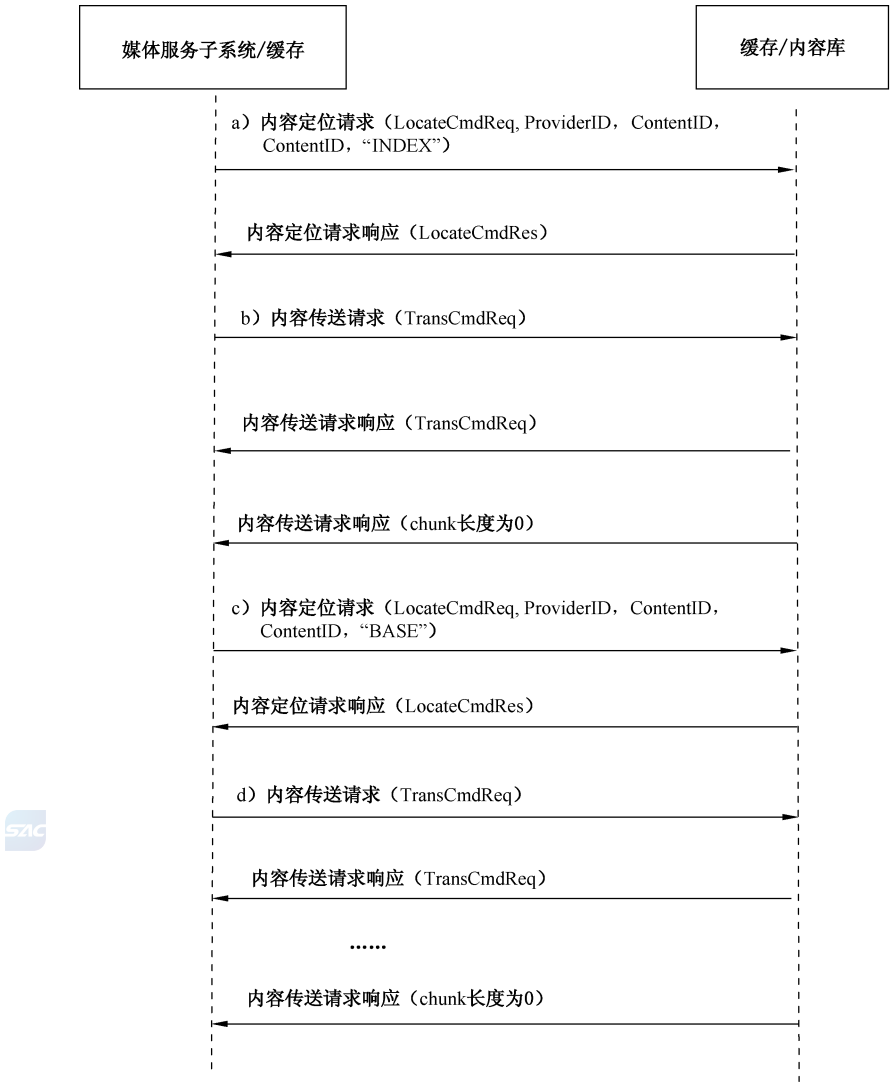 媒体服务子系统/缓存
缓存/内容库
a）内容定位请求（LocateCmdReq, ProviderID，ContentID，
ContentID，“INDEX”）
内容定位请求响应（LocateCmdRes）
b）内容传送请求（TransCmdReq）
内容传送请求响应（TransCmdReq）
内容传送请求响应（chunk长度为0）
c）内容定位请求（LocateCmdReq, ProviderID，ContentID，
ContentID，“BASE”）
内容定位请求响应（LocateCmdRes）
d）内容传送请求（TransCmdReq）
SAC
内容传送请求响应（TransCmdReq）
……
内容传送请求响应（chunk长度为0）